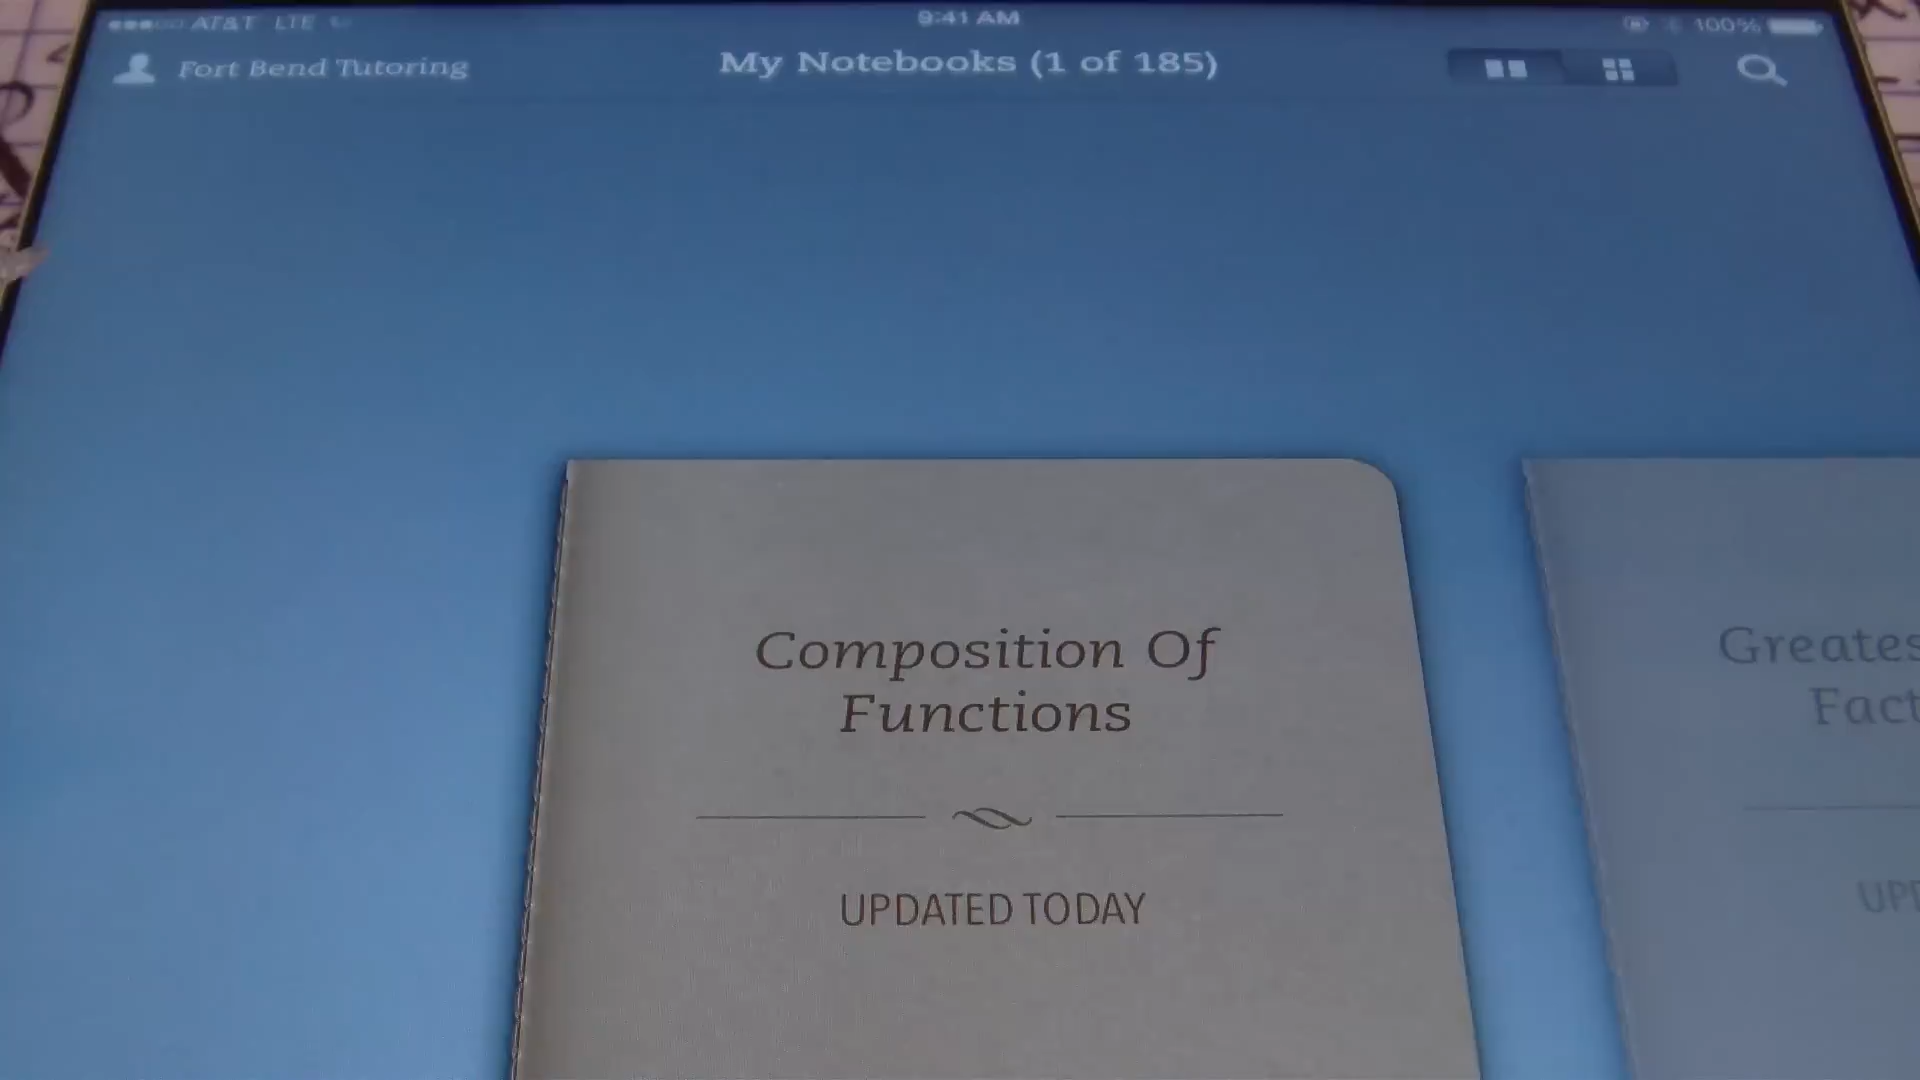 AT&T LTE
9:41 AM
100%
Fort Bend Tutoring
My Notebooks (1 of 185)
Composition Of
Functions
UPDATED TODAY